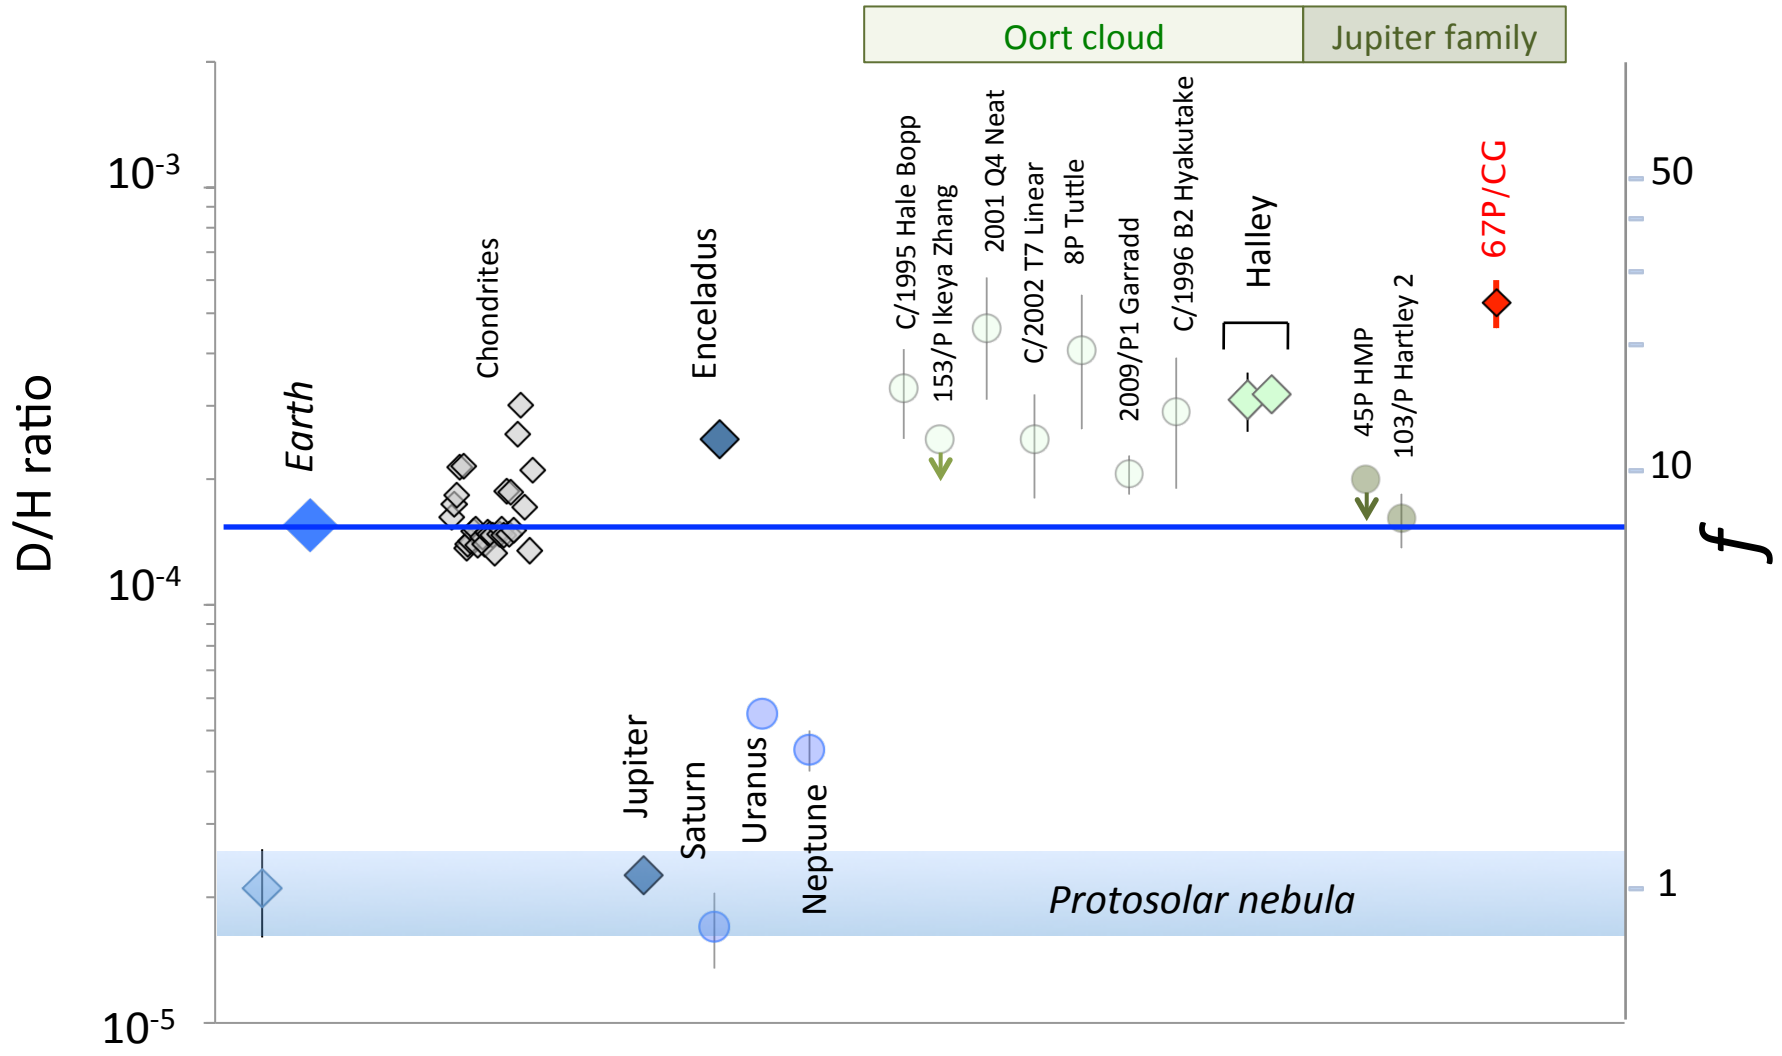 Oort cloud
Jupiter family
D/H ratio
10-3
10-4
10-5
Earth
Chondrites
Enceladus
Jupiter
Saturn
Uranus
Neptune
C/1995 Hale Bopp
153/P Ikeya Zhang
2001 Q4 Neat
C/2002 T7 Linear
8P Tuttle
2009/P1 Garradd
C/1996 B2 Hyakutake
Halley
45P HMP
103/P Hartley 2
67P/CG
Protosolar nebula
50
10
1
f